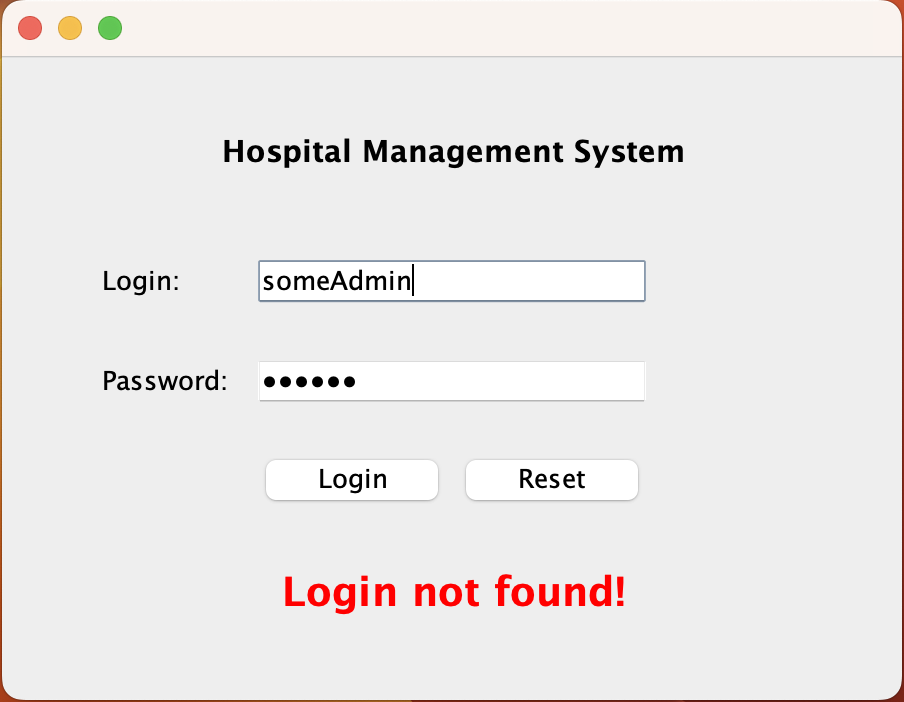 Hospital Management System
Login: someAdmin
Password: ••••••
Login Reset
Login not found!